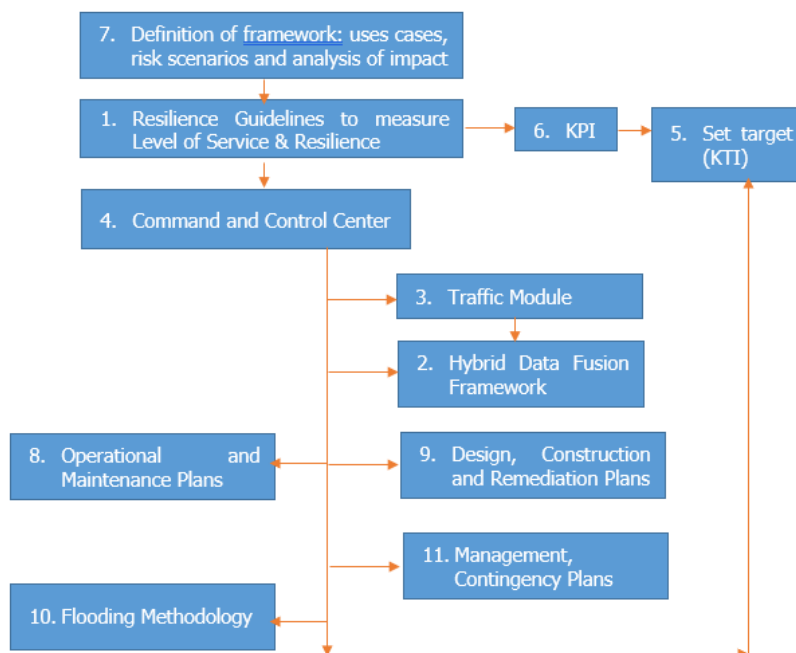 7. Definition of framework: uses cases,
risk scenarios and analysis of impact
1. Resilience Guidelines to measure
Level of Service & Resilience
6. KPI
5. Set target
(KTI)
4. Command and Control Center
3. Traffic Module
2. Hybrid Data Fusion
Framework
8. Operational and
Maintenance Plans
9. Design, Construction
and Remediation Plans
11. Management,
Contingency Plans
10. Flooding Methodology